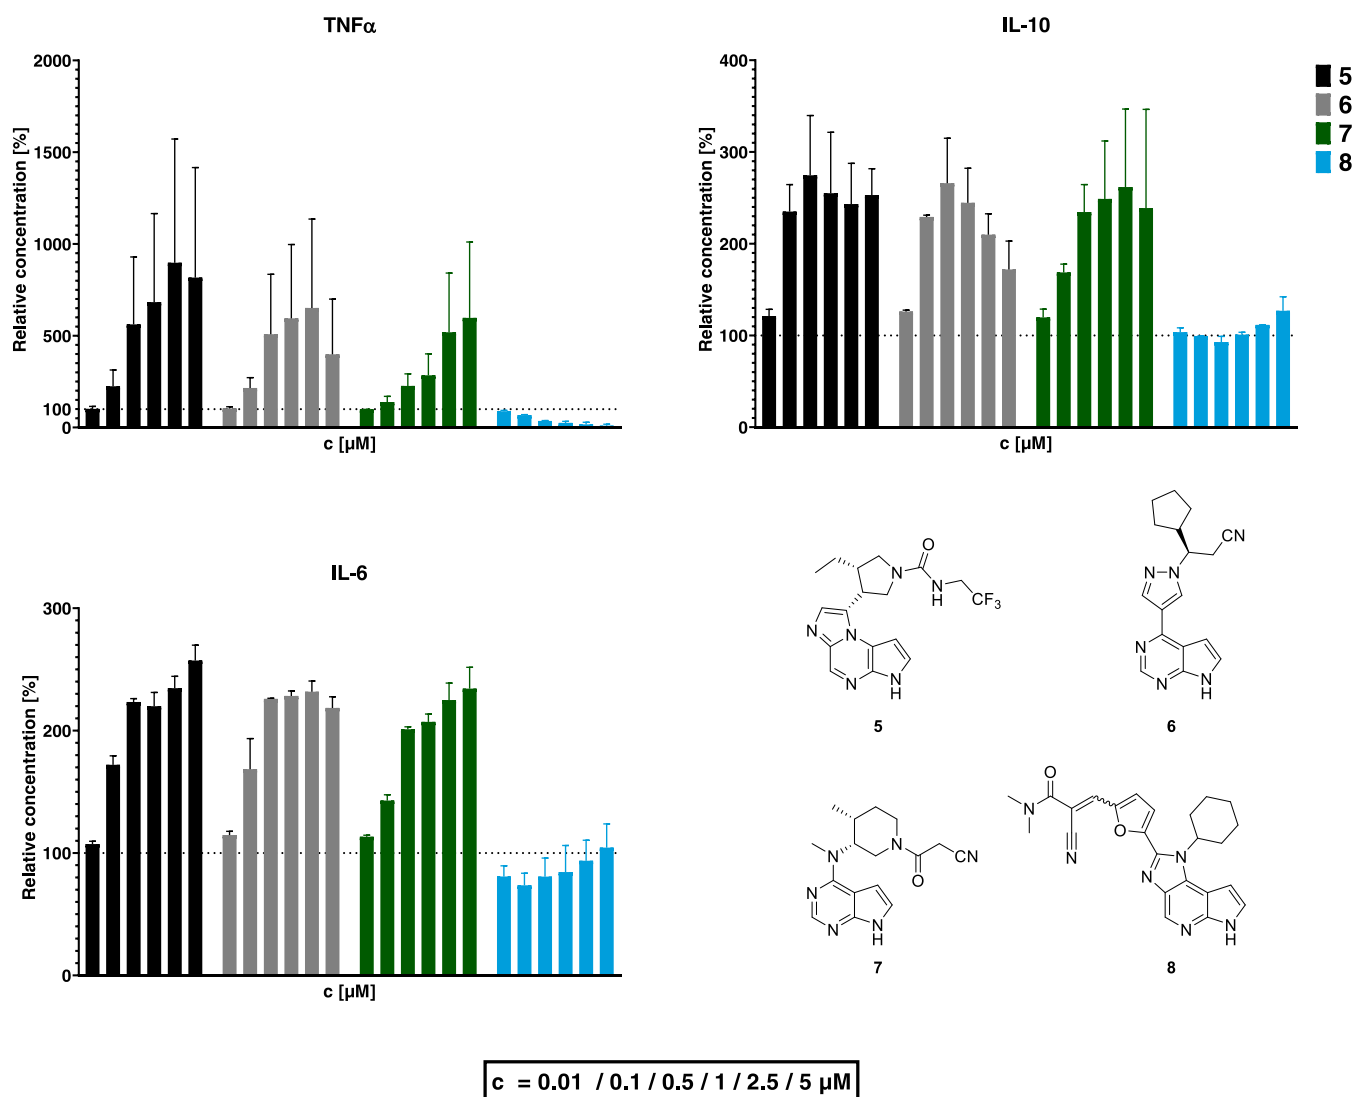 TNFα
Relative concentration [%]
2000
1500
1000
500
100
0
c [µM]
IL-10
Relative concentration [%]
400
300
200
100
0
c [µM]
5
6
7
8
IL-6
Relative concentration [%]
300
200
100
0
c [µM]
O
N
N
H
CF3
N
N
N
N
H
5
CN
N
N
N
N
N
H
6
N
N
CN
O
N
N
N
H
7
O
N
N
O
N
N
N
N
H
8
c = 0.01 / 0.1 / 0.5 / 1 / 2.5 / 5 µM